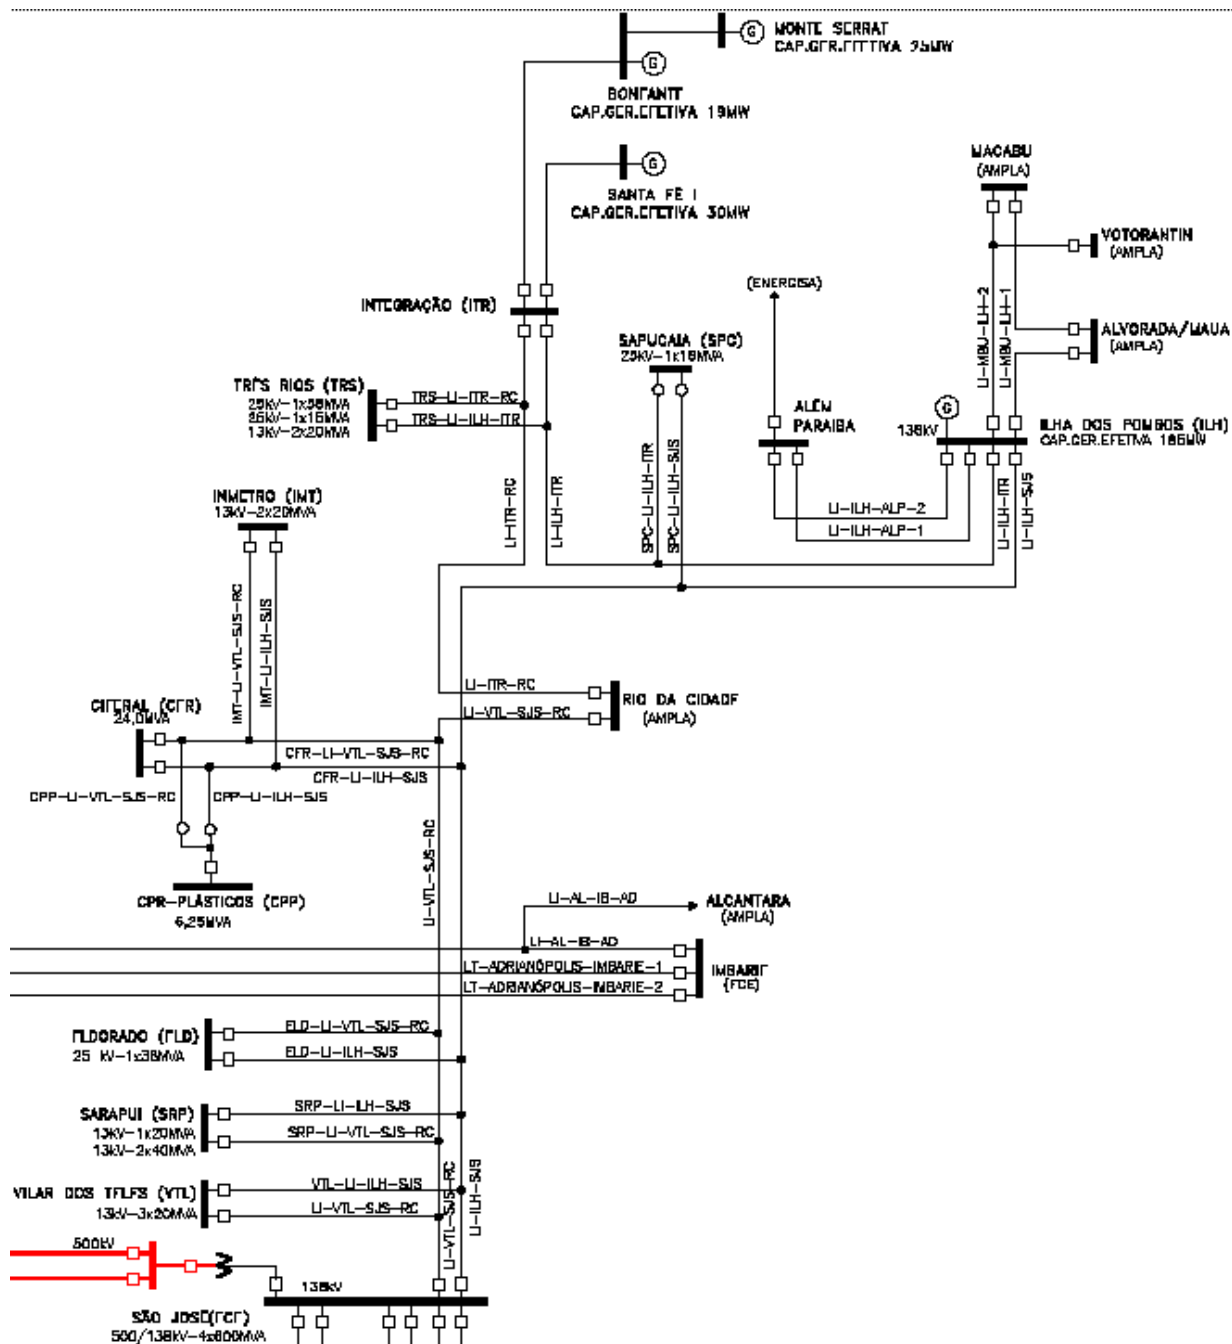 MONTE SERRAT
CAP.GER.EFETIVA 25MW
BONFANTE
CAP.GER.EFETIVA 19MW
MACABU
(AMPLA)
SANTA FÉ I
CAP.GER.EFETIVA 30MW
VOTORANTIN
(AMPLA)
(ENERGISA)
INTEGRAÇÃO (ITR)
LI-MBU-ILH-2
LI-MBU-ILH-1
ALVORADA/MAUA
(AMPLA)
SAPUCAIA (SPC)
25kV-1x18MVA
TRÊS RIOS (TRS)
13kV-2x20MVA
TRS-LI-ITR-RC
TRS-LI-ILH-ITR
ALÉM
PARAIBA
138kV
ILHA DOS POMBOS (ILH)
CAP.GER.EFETIVA 186MW
INMETRO (IMT)
13kV-2x20MVA
LI-ITR-RC
LI-ILH-ITR
SPC-LI-ILH-ITR
SPC-LI-ILH-SJS
LI-ILH-ALP-2
LI-ILH-ALP-1
LI-ILH-ITR
LI-ILH-SJS
IMT-LI-VTL-SJS-RC
IMT-LI-ILH-SJS
LI-ITR-RC
RIO DA CIDADE
(AMPLA)
LI-VTL-SJS-RC
CIFERAL (CFR)
24,0MVA
CFR-LI-VTL-SJS-RC
CFR-LI-ILH-SJS
CPP-LI-VTL-SJS-RC
CPP-LI-ILH-SJS
LI-VTL-SJS-RC
CPR-PLÁSTICOS (CPP)
6,25MVA
LI-AL-IB-AD
ALCANTARA
(AMPLA)
LI-AL-IB-AD
LT-ADRIANÓPOLIS-IMBARIE-1
LT-ADRIANÓPOLIS-IMBARIE-2
IMBARIE
(FCE)
ELDORADO (ELD)
25 kV-1x38MVA
ELD-LI-VTL-SJS-RC
ELD-LI-ILH-SJS
SARAPUI (SRP)
13kV-1x20MVA
13kV-2x40MVA
SRP-LI-ILH-SJS
SRP-LI-VTL-SJS-RC
VILAR DOS TELES (VTL)
13kV-3x20MVA
VTL-LI-ILH-SJS
LI-VTL-SJS-RC
LI-VTL-SJS-RC
LI-ILH-SJS
500kV
138kV
SÃO JOSÉ(FCE)
500/138kV-4x600MVA
G
G
G
G